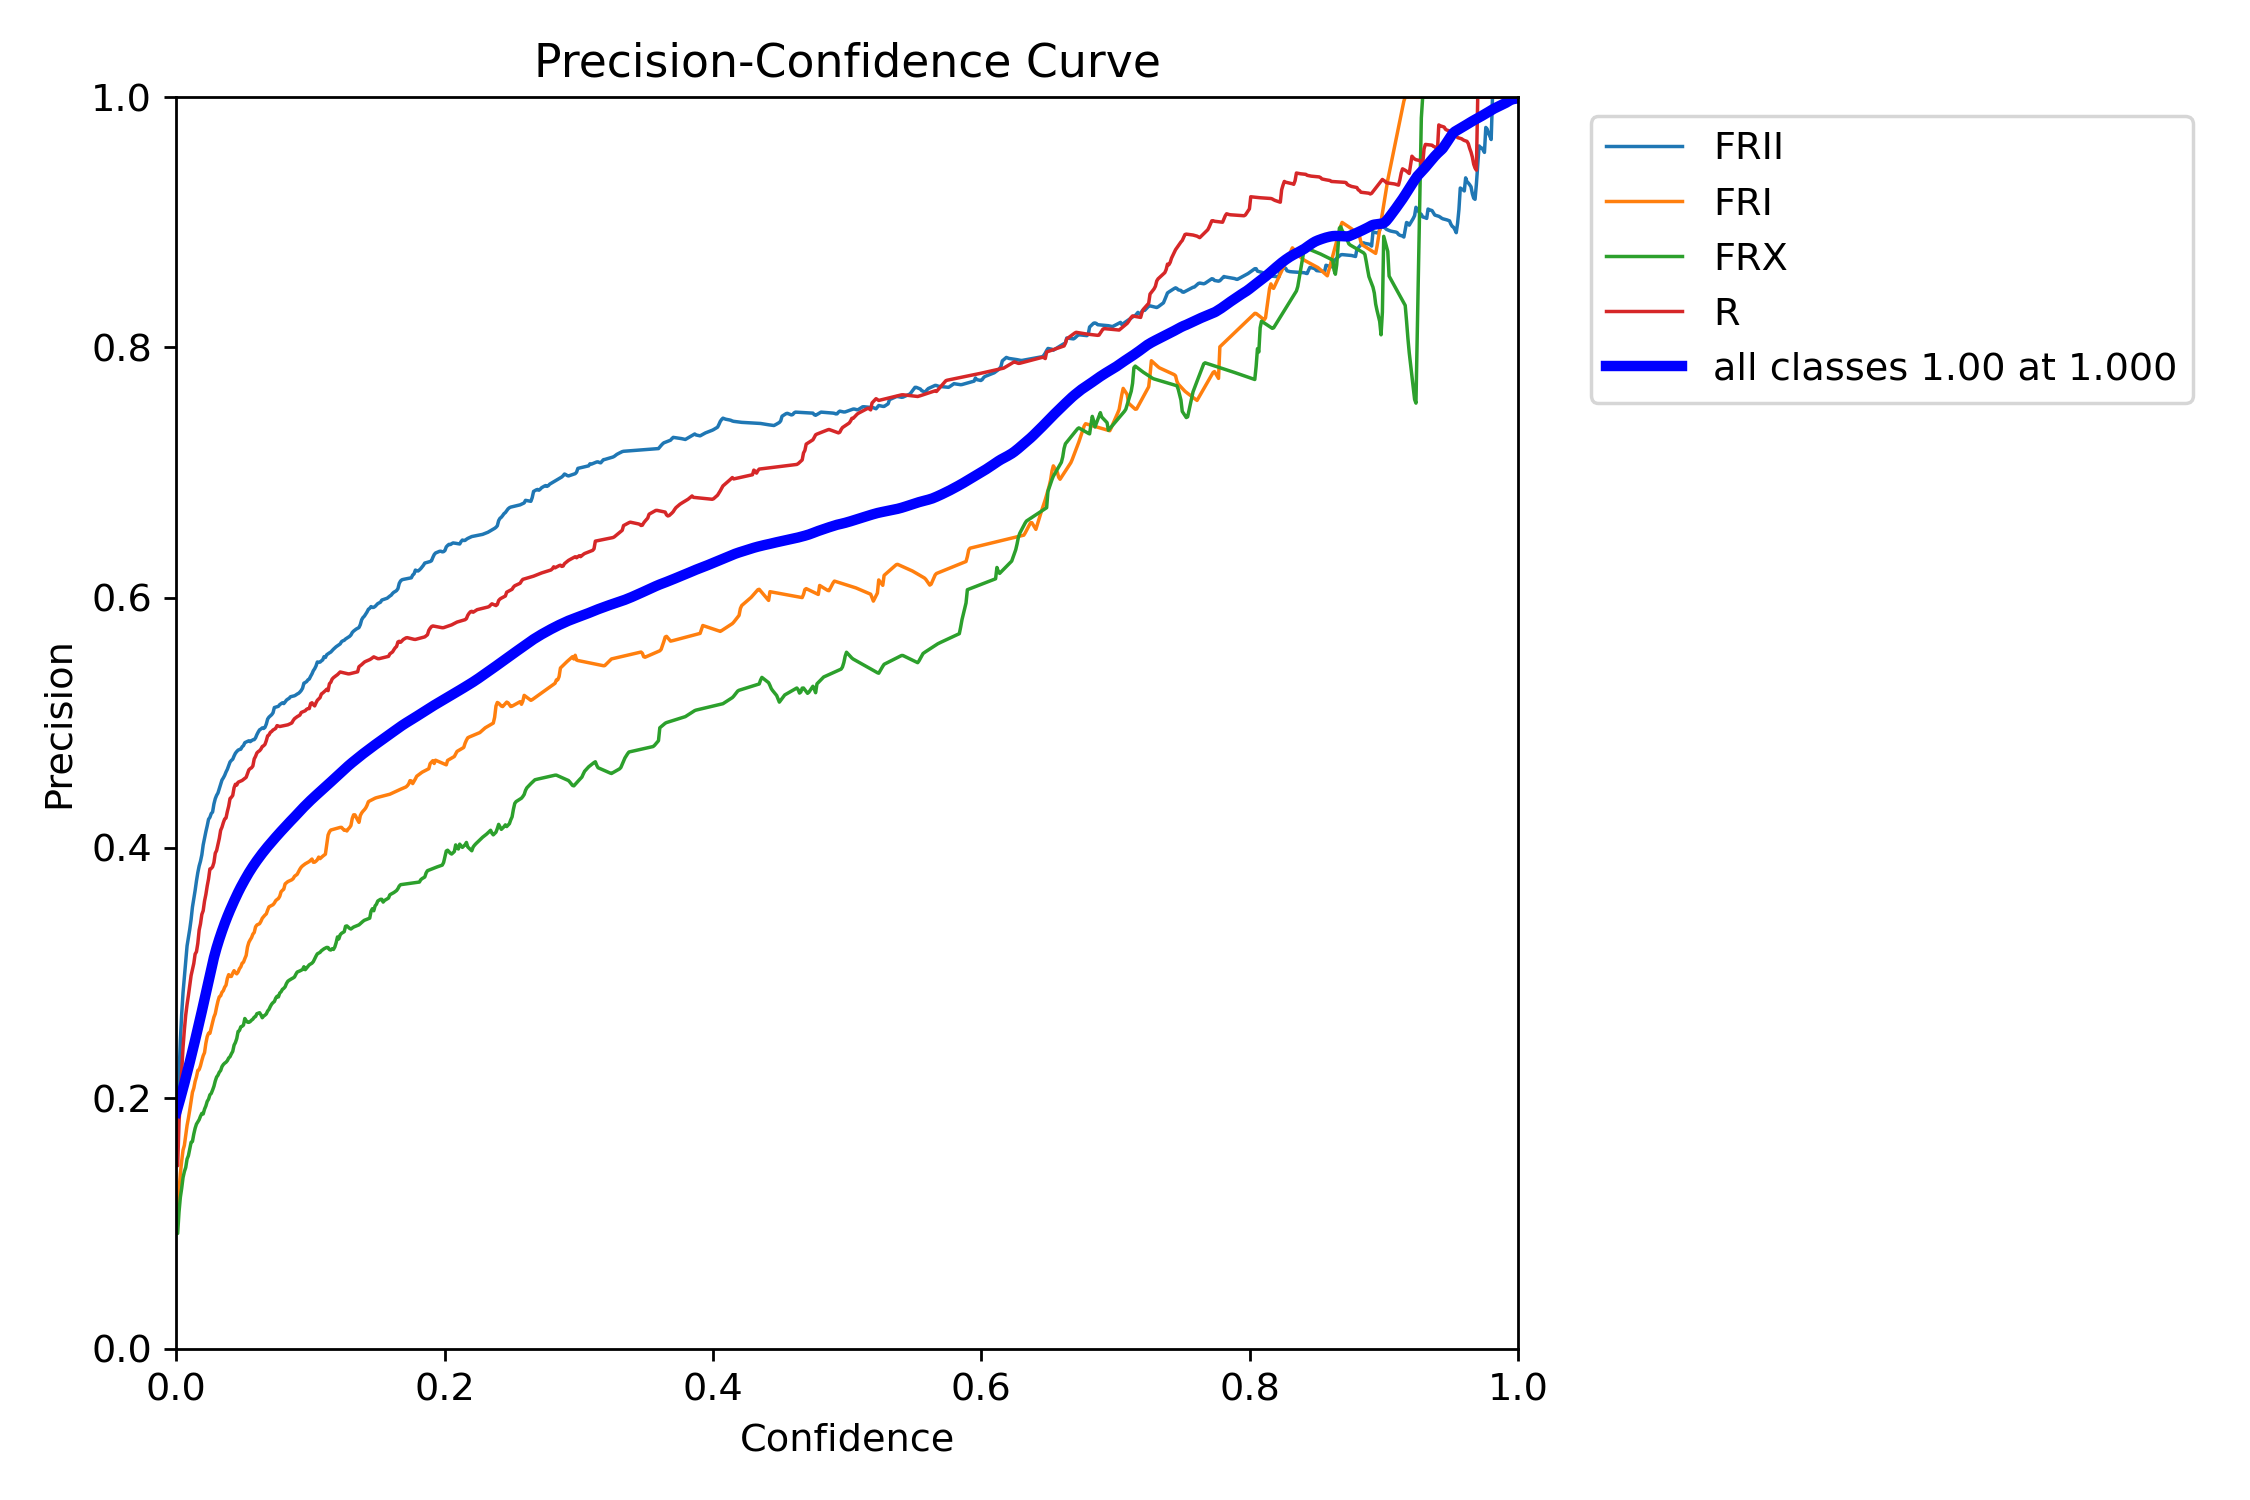 Precision-Confidence Curve
1.0
0.8
0.6
0.4
0.2
0.0
Precision
0.0 0.2 0.4 0.6 0.8 1.0
Confidence
FRII
FRI
FRX
R
all classes 1.00 at 1.000